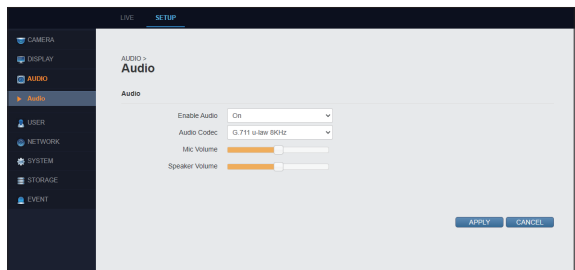 LIVE SETUP
CAMERA
DISPLAY
AUDIO
Audio
USER
NETWORK
SYSTEM
STORAGE
EVENT
AUDIO >
Audio
Audio
Enable Audio On
Audio Codec G.711 u-law 8KHz
Mic Volume
Speaker Volume
APPLY CANCEL